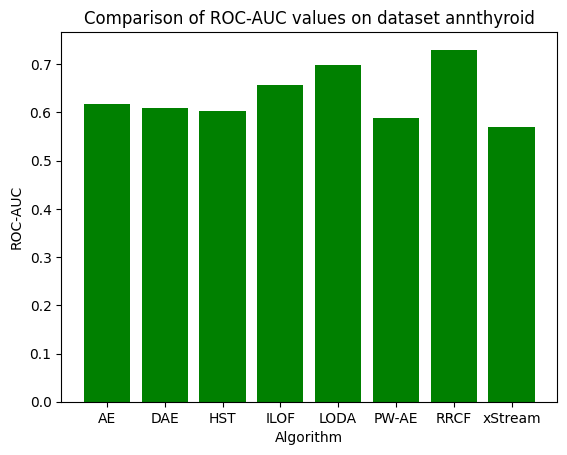 Comparison of ROC-AUC values on dataset annthyroid
ROC-AUC
0.7
0.6
0.5
0.4
0.3
0.2
0.1
0.0
AE DAE HST ILOF LODA PW-AE RRCF xStream
Algorithm